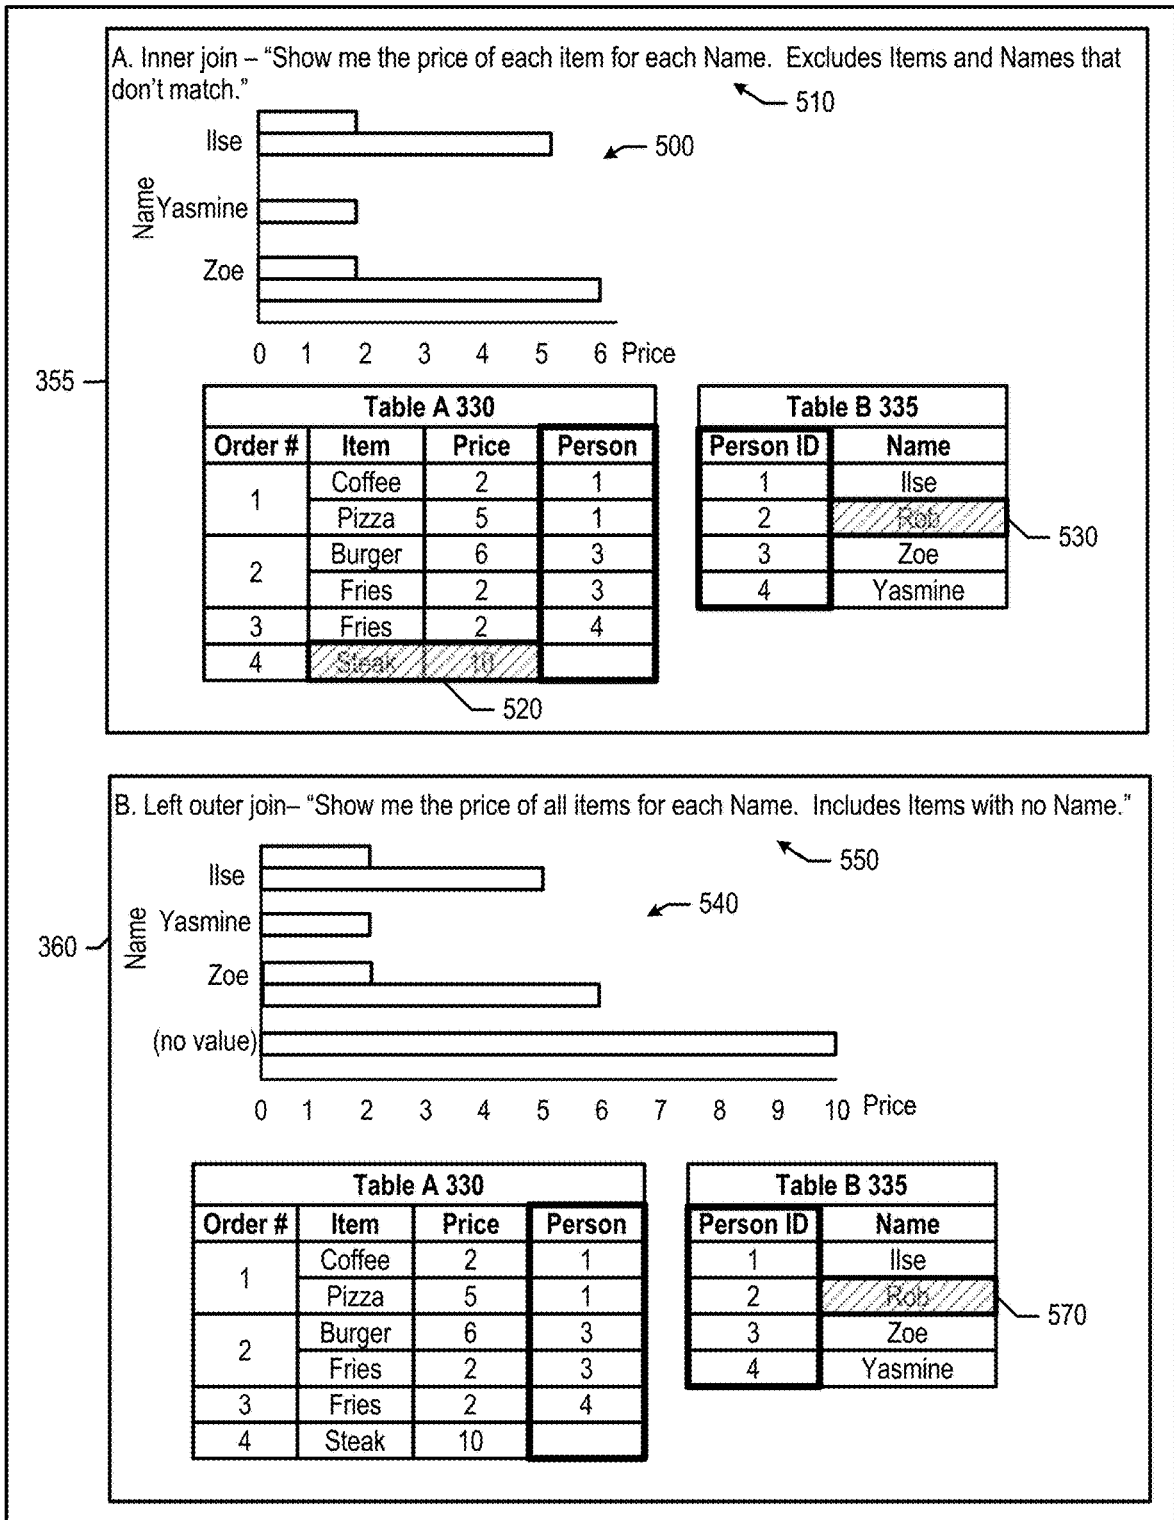 A. Inner join – “Show me the price of each item for each Name. Excludes Items and Names that
don’t match.”
510
500
Name
Ilse
Yasmine
Zoe
0 1 2 3 4 5 6 Price
355
Table A 330
Order # Item Price Person
1 Coffee 2 1
Pizza 5 1
2 Burger 6 3
Fries 2 3
3 Fries 2 4
4 Steak 10
520
Table B 335
Person ID Name
1 Ilse
2 Rob
3 Zoe
4 Yasmine
530
B. Left outer join– “Show me the price of all items for each Name. Includes Items with no Name.”
550
540
Name
Ilse
Yasmine
Zoe
(no value)
0 1 2 3 4 5 6 7 8 9 10 Price
360
Table A 330
Order # Item Price Person
1 Coffee 2 1
Pizza 5 1
2 Burger 6 3
Fries 2 3
3 Fries 2 4
4 Steak 10
Table B 335
Person ID Name
1 Ilse
2 Rob
3 Zoe
4 Yasmine
570